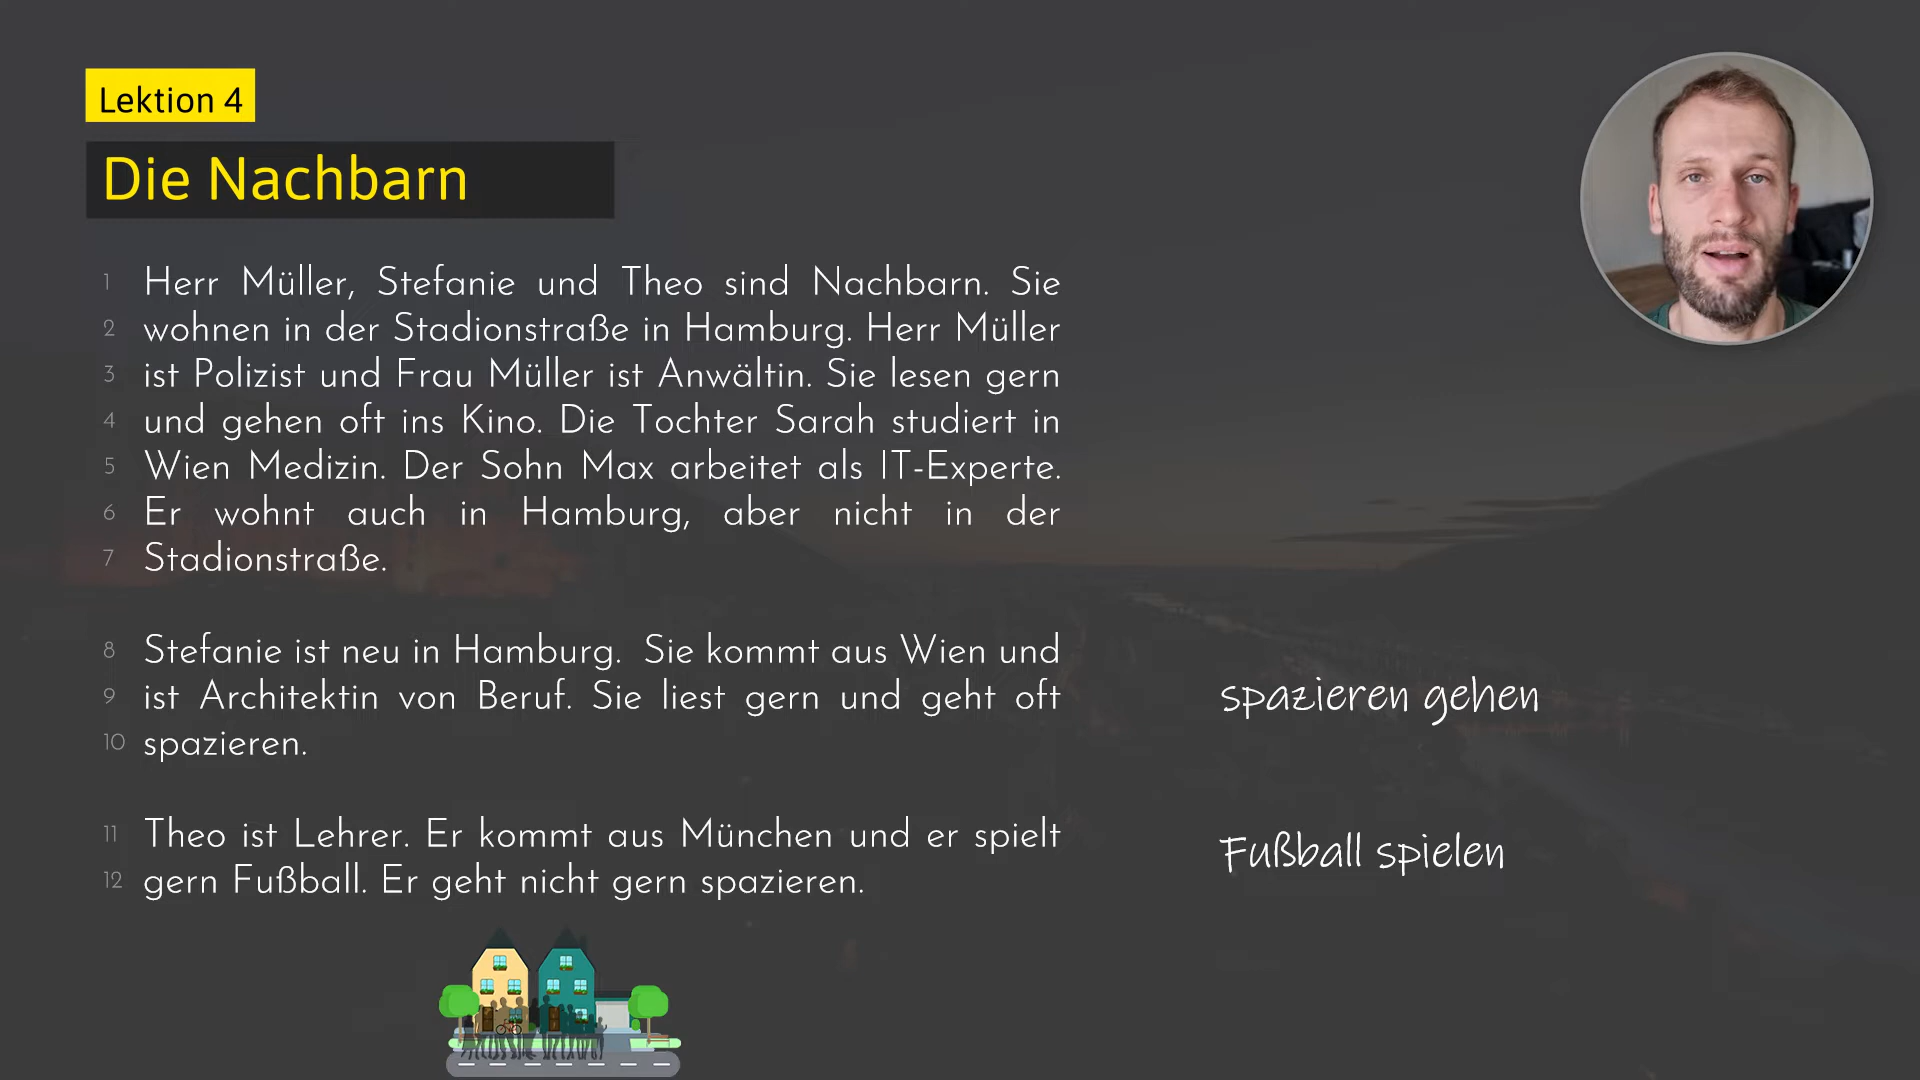 Lektion 4
Die Nachbarn
1 Herr Müller, Stefanie und Theo sind Nachbarn. Sie
2 wohnen in der Stadionstraße in Hamburg. Herr Müller
3 ist Polizist und Frau Müller ist Anwältin. Sie lesen gern
4 und gehen oft ins Kino. Die Tochter Sarah studiert in
5 Wien Medizin. Der Sohn Max arbeitet als IT-Experte.
6 Er wohnt auch in Hamburg, aber nicht in der
7 Stadionstraße.
8 Stefanie ist neu in Hamburg. Sie kommt aus Wien und
9 ist Architektin von Beruf. Sie liest gern und geht oft
10 spazieren.
spazieren gehen
11 Theo ist Lehrer. Er kommt aus München und er spielt
12 gern Fußball. Er geht nicht gern spazieren.
Fußball spielen